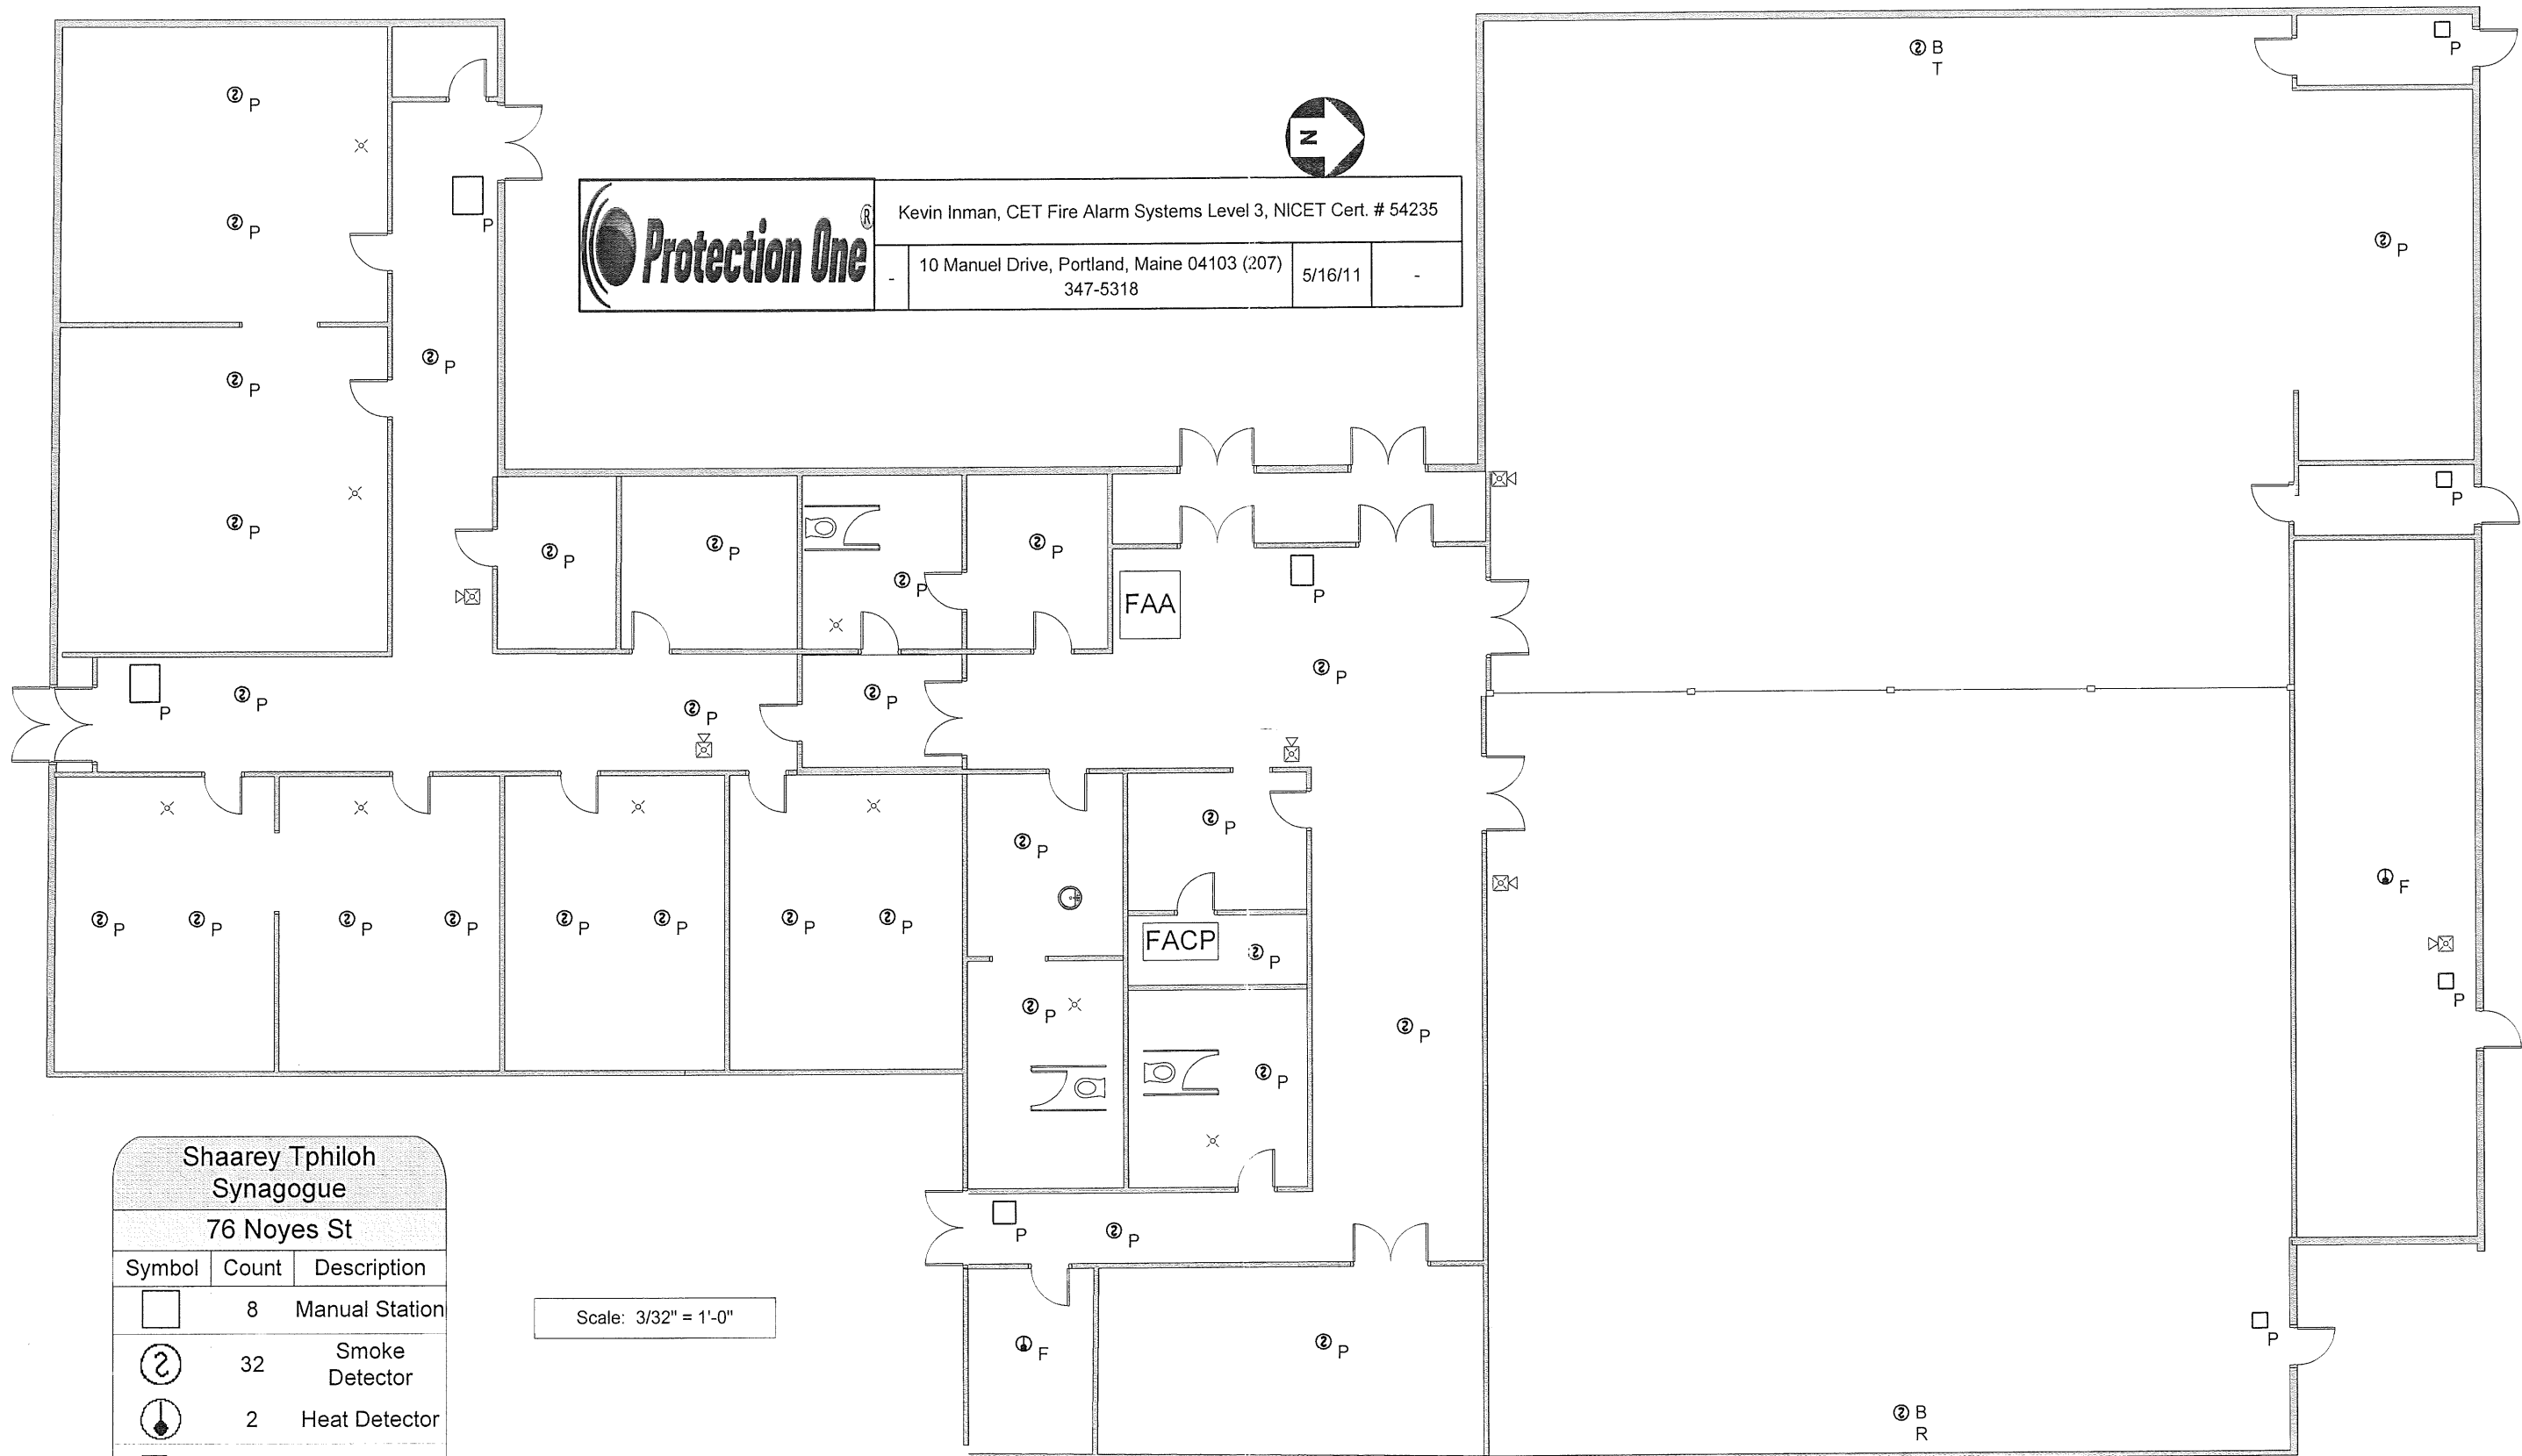 B
T
P
P
N
P
Protection One®
Kevin Inman, CET Fire Alarm Systems Level 3, NICET Cert. # 54235
-
10 Manuel Drive, Portland, Maine 04103 (207)
347-5318
5/16/11
-
P
P
P
P
P
P
P
P
P
P
P
P
FAA
P
P
P
P
P
P
P
P
P
F
P
P
P
P
P
P
P
P
FACP
P
P
P
P
P
P
P
P
P
F
P
P
B
R
Shaarey Tphiloh
Synagogue
76 Noyes St
Symbol Count Description
8 Manual Station
32 Smoke
Detector
2 Heat Detector
Scale: 3/32" = 1'-0"